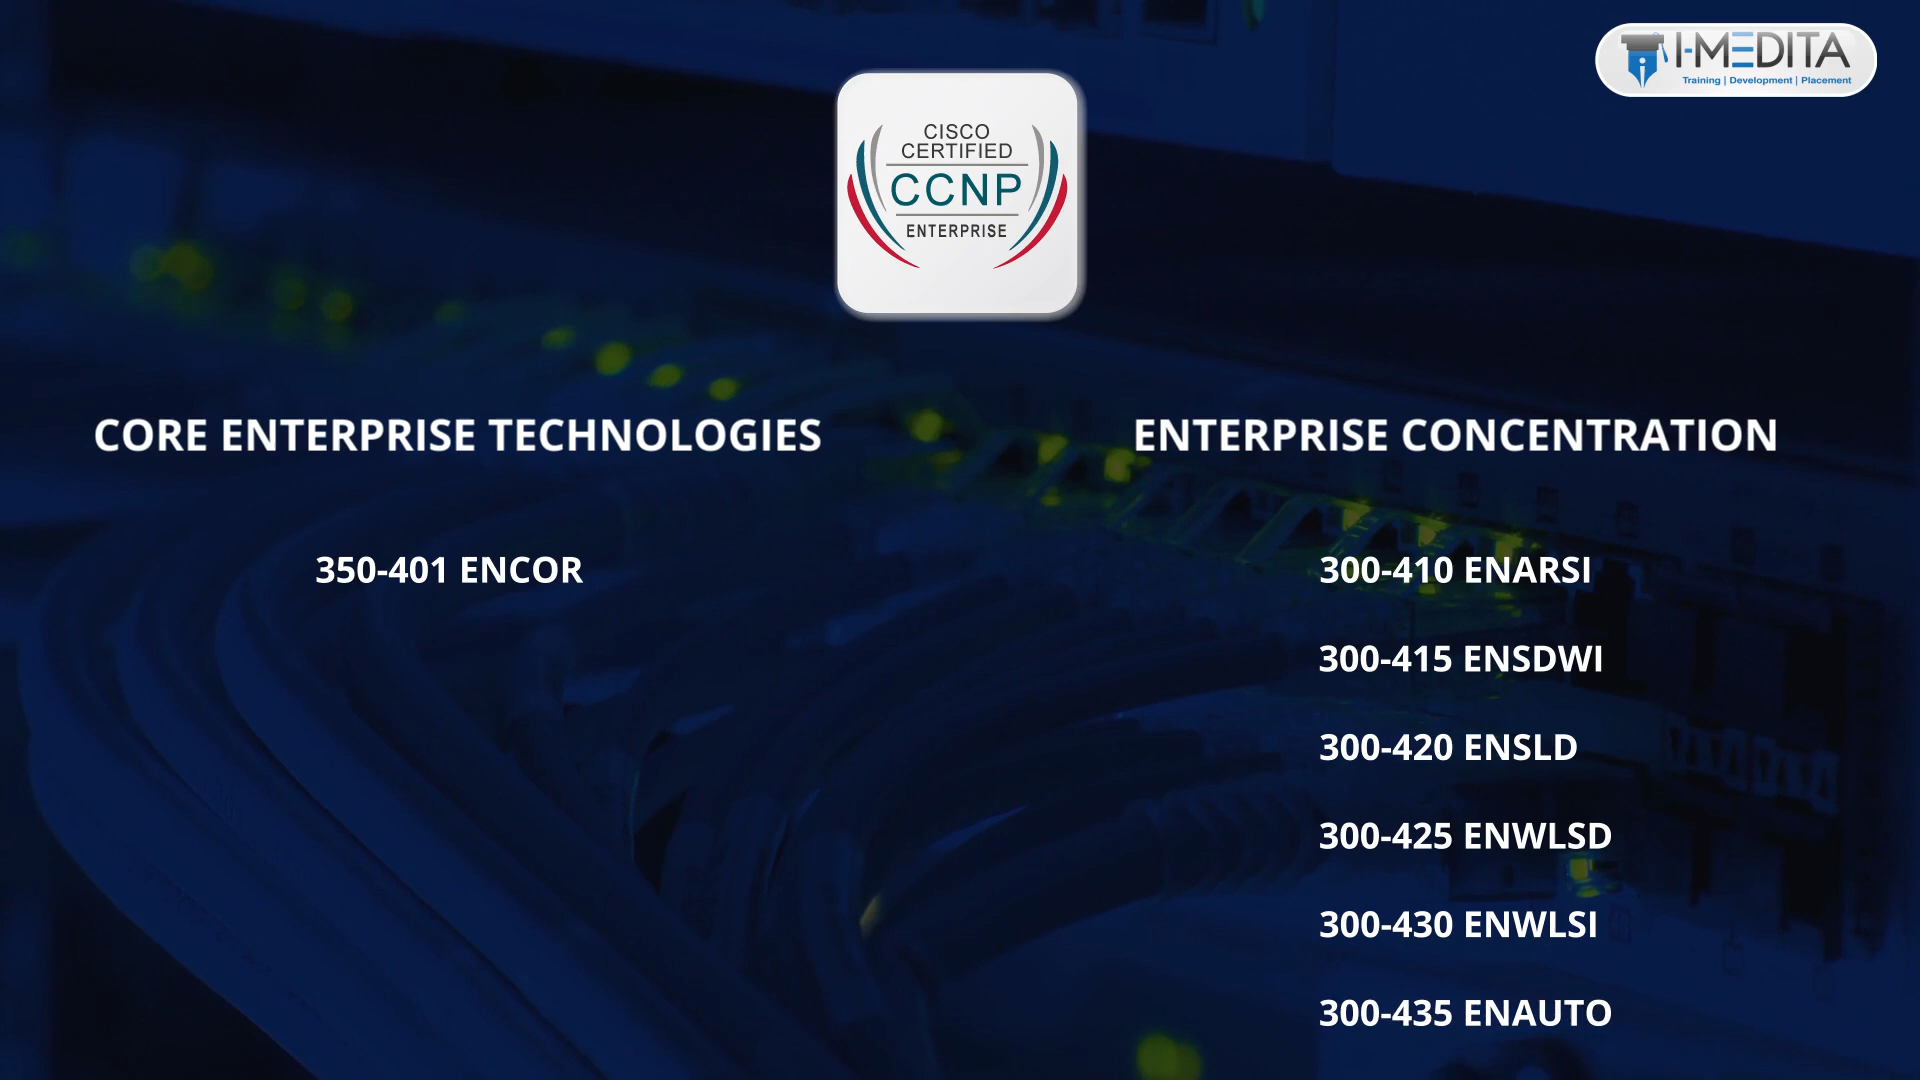 I-MEDITA
Training | Development | Placement
CISCO
CERTIFIED
CCNP
ENTERPRISE
CORE ENTERPRISE TECHNOLOGIES
350-401 ENCOR
ENTERPRISE CONCENTRATION
300-410 ENARSI
300-415 ENSDWI
300-420 ENSLD
300-425 ENWLSD
300-430 ENWLSI
300-435 ENAUTO